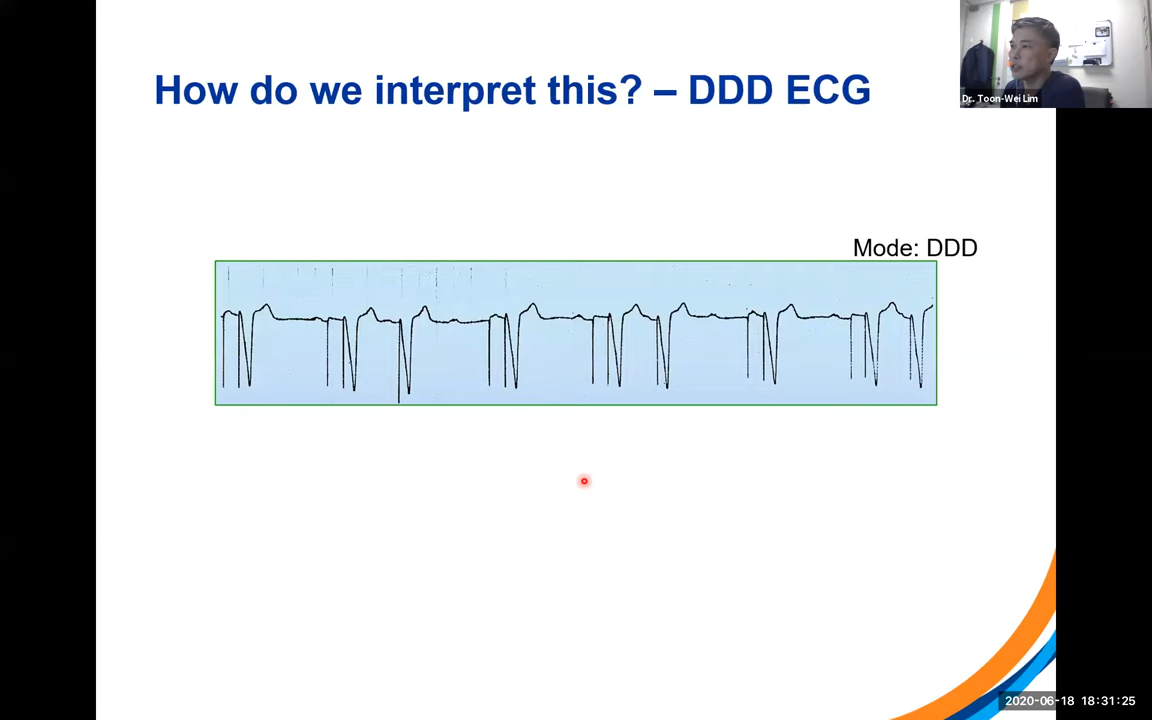 How do we interpret this? – DDD ECG
Dr. Toon-Wei Lim
Mode: DDD
2020-06-18 18:31:25